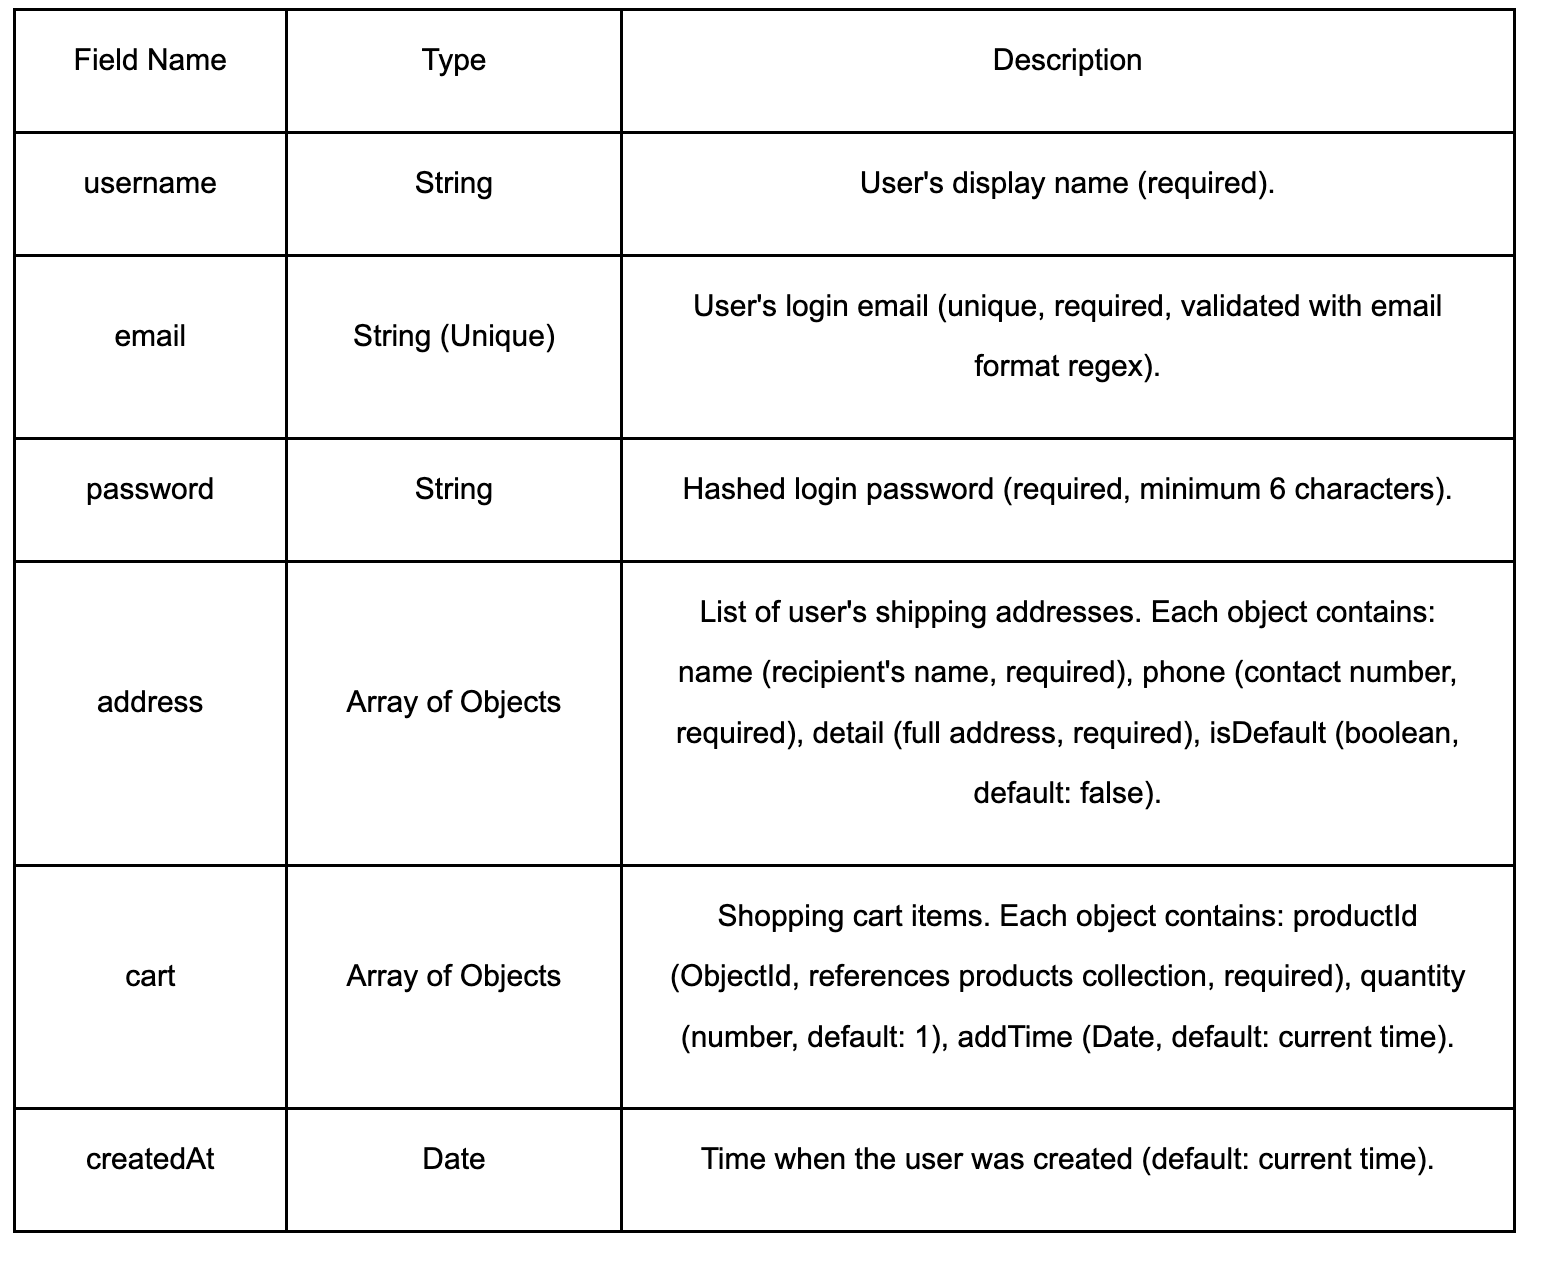 Field Name
Type
Description
username
String
User's display name (required).
email
String (Unique)
User's login email (unique, required, validated with email
format regex).
password
String
Hashed login password (required, minimum 6 characters).
address
Array of Objects
List of user's shipping addresses. Each object contains:
name (recipient's name, required), phone (contact number,
required), detail (full address, required), isDefault (boolean,
default: false).
cart
Array of Objects
Shopping cart items. Each object contains: productId
(ObjectId, references products collection, required), quantity
(number, default: 1), addTime (Date, default: current time).
createdAt
Date
Time when the user was created (default: current time).